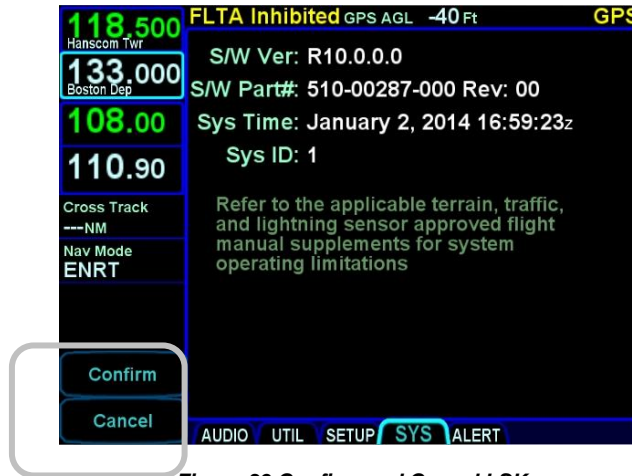 118.500
Hanscom Twr
133.000
Boston Dep
108.00
110.90
Cross Track
---NM
Nav Mode
ENRT
Confirm
Cancel
FLTA Inhibited GPS AGL -40 Ft GPS
S/W Ver: R10.0.0.0
S/W Part#: 510-00287-000 Rev: 00
Sys Time: January 2, 2014 16:59:23z
Sys ID: 1
Refer to the applicable terrain, traffic,
and lightning sensor approved flight
manual supplements for system
operating limitations
AUDIO UTIL SETUP SYS ALERT